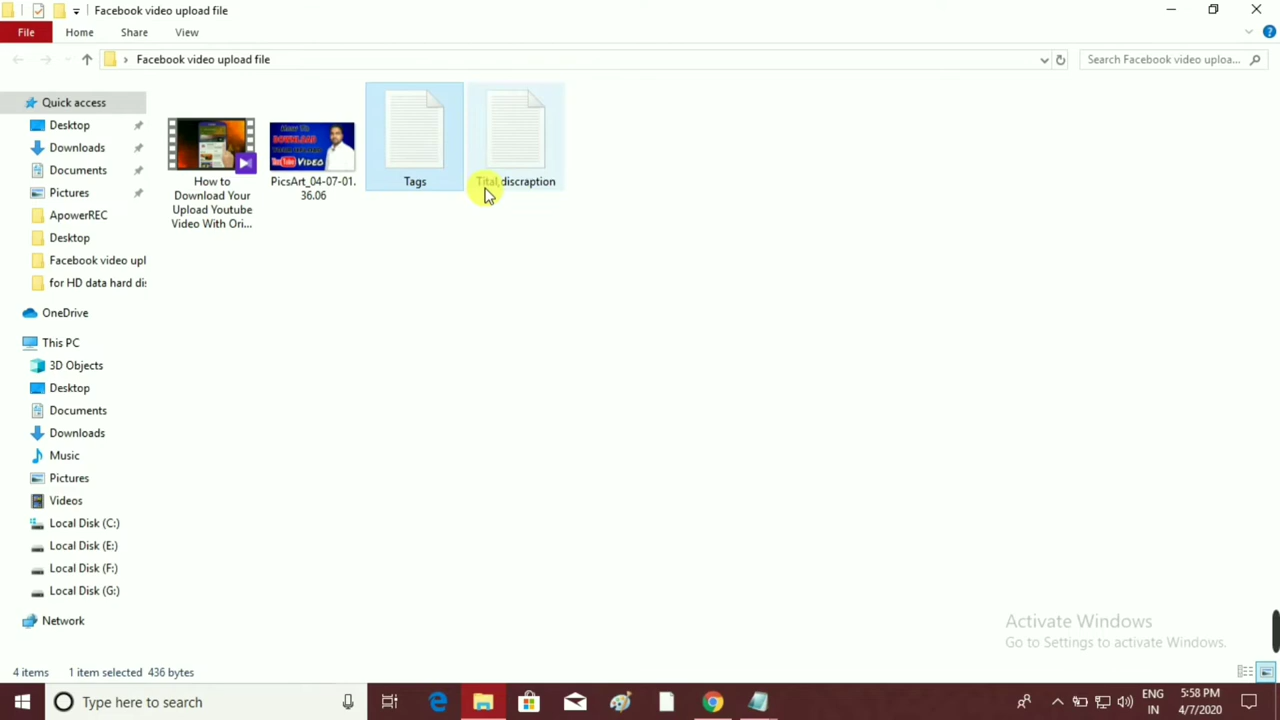 Facebook video upload file
File
Home
Share
View
Facebook video upload file
Search Facebook video uploa...
Quick access
Desktop
Downloads
Documents
Pictures
ApowerREC
Desktop
Facebook video upl
for HD data hard di
OneDrive
This PC
3D Objects
Desktop
Documents
Downloads
Music
Pictures
Videos
Local Disk (C:)
Local Disk (E:)
Local Disk (F:)
Local Disk (G:)
Network
How To
DOWNLOAD
YouTube VIDEO
How to
Download Your
Upload Youtube
Video With Ori...
PicsArt_04-07-01.
36.06
Tags
Tital,discraption
Activate Windows
Go to Settings to activate Windows.
4 items
1 item selected 436 bytes
Type here to search
ENG
IN
5:58 PM
4/7/2020